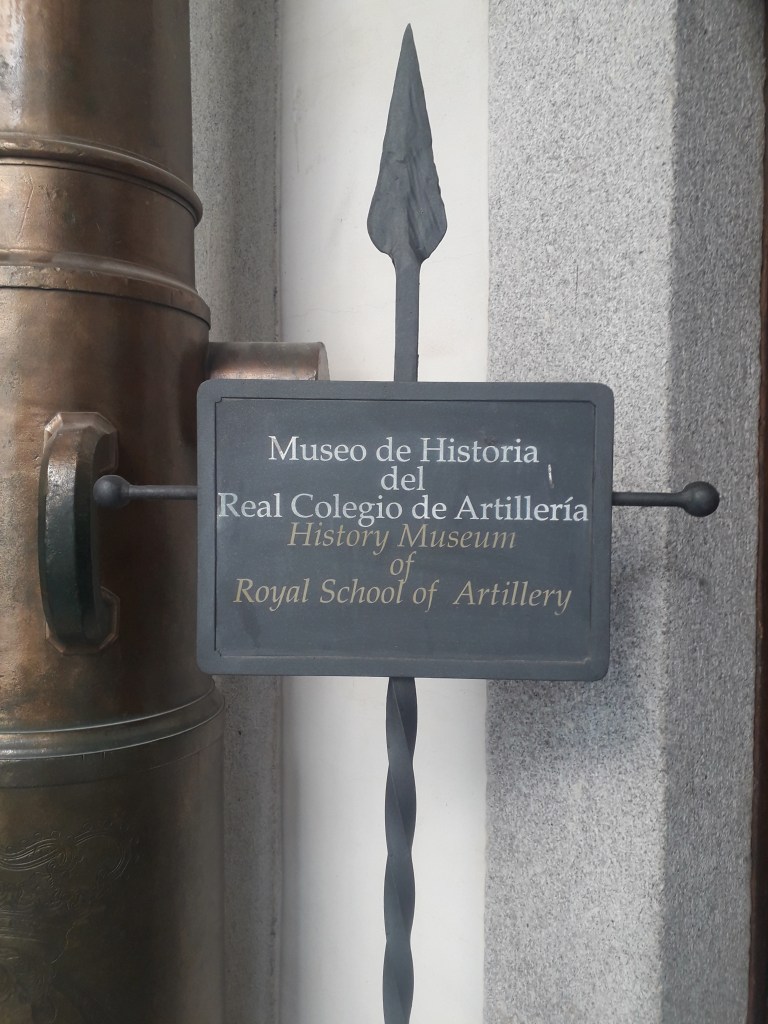 Museo de Historia
del
Real Colegio de Artillería
History Museum
of
Royal School of Artillery